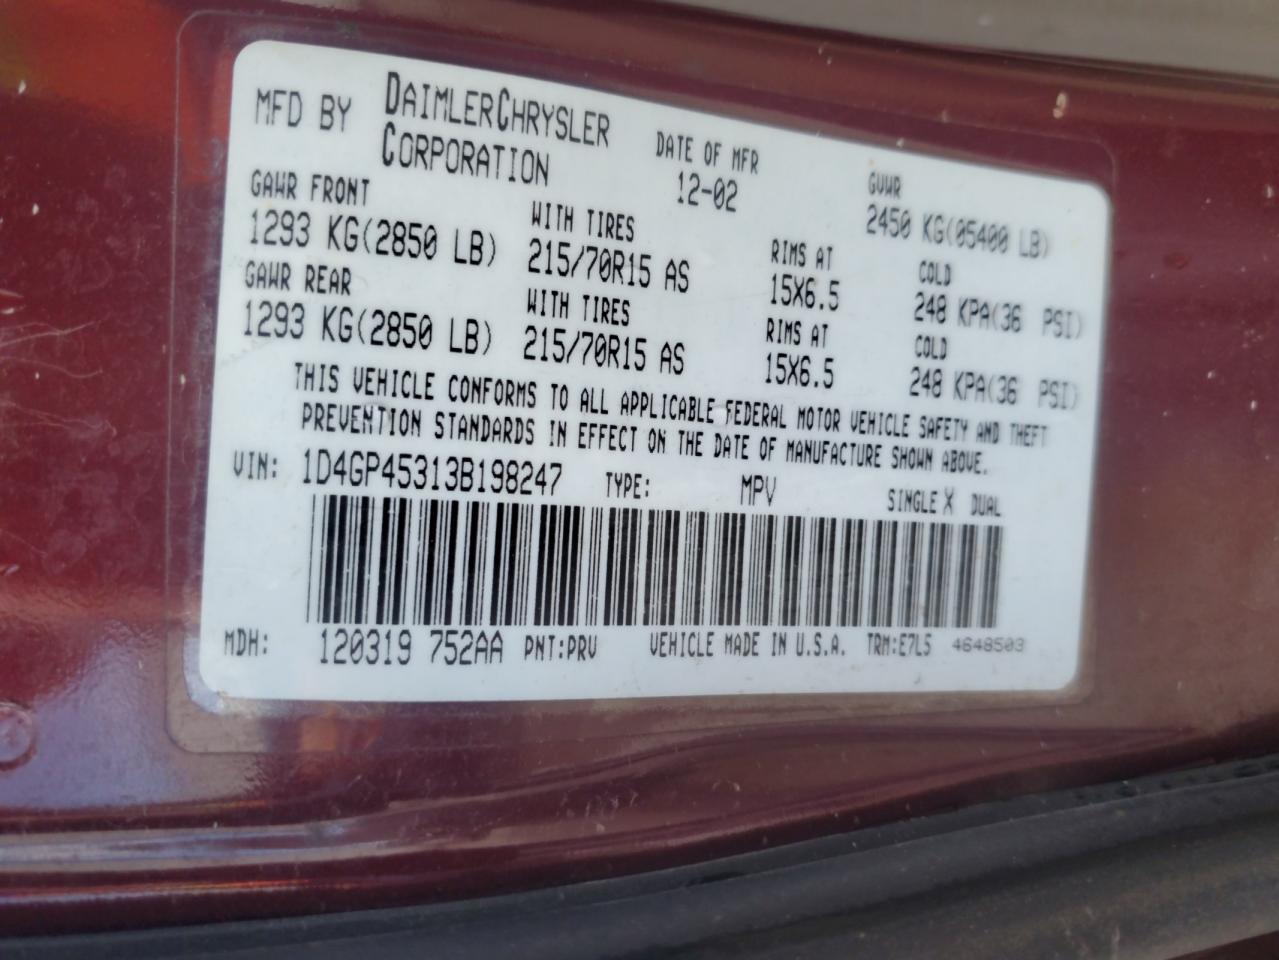 MFD BY DAIMLERCHRYSLER CORPORATION
DATE OF MFR 12-02
GVWR 2450 KG(05400 LB)
GAWR FRONT 1293 KG(2850 LB)
WITH TIRES 215/70R15 AS
RIMS AT 15X6.5
COLD 248 KPA(36 PSI)
GAWR REAR 1293 KG(2850 LB)
WITH TIRES 215/70R15 AS
RIMS AT 15X6.5
COLD 248 KPA(36 PSI)
THIS VEHICLE CONFORMS TO ALL APPLICABLE FEDERAL MOTOR VEHICLE SAFETY AND THEFT
PREVENTION STANDARDS IN EFFECT ON THE DATE OF MANUFACTURE SHOWN ABOVE.
VIN: 1D4GP45313B198247 TYPE: MPV SINGLE X DUAL
MDH: 120319 752AA PNT:PRV VEHICLE MADE IN U.S.A. TRM:E7L5 4648503